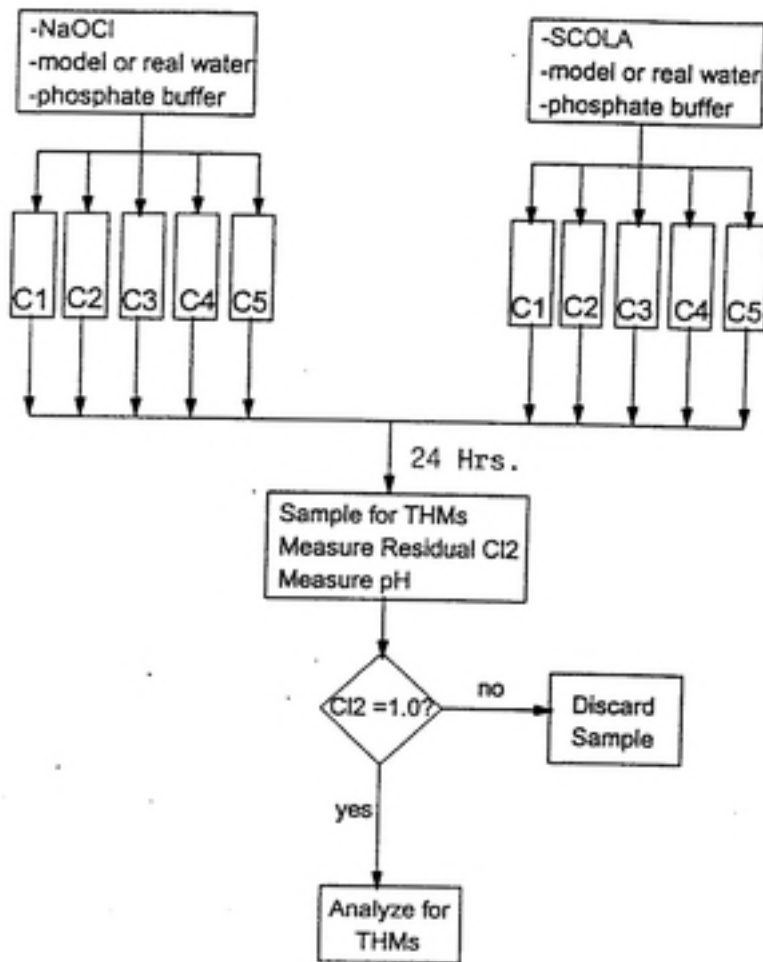 -NaOCl
-model or real water
-phosphate buffer
-SCOLA
-model or real water
-phosphate buffer
C1 C2 C3 C4 C5
C1 C2 C3 C4 C5
24 Hrs.
Sample for THMs
Measure Residual Cl2
Measure pH
Cl2 =1.0?
no
Discard
Sample
yes
Analyze for
THMs